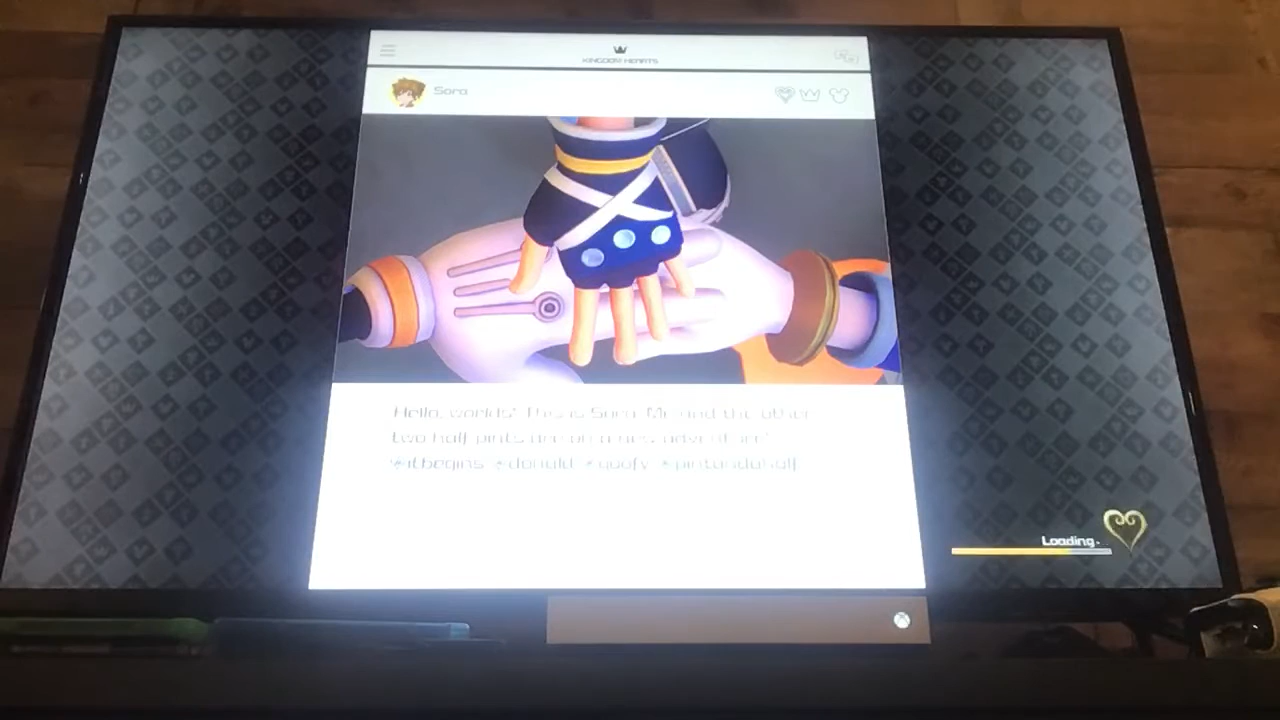 KINGDOM HEARTS
Sora
Hello, worlds! This is Sora. Me and the other
two half pints are on a new adventure!
#itbegins #donald #goofy #pintandahalf
Loading.